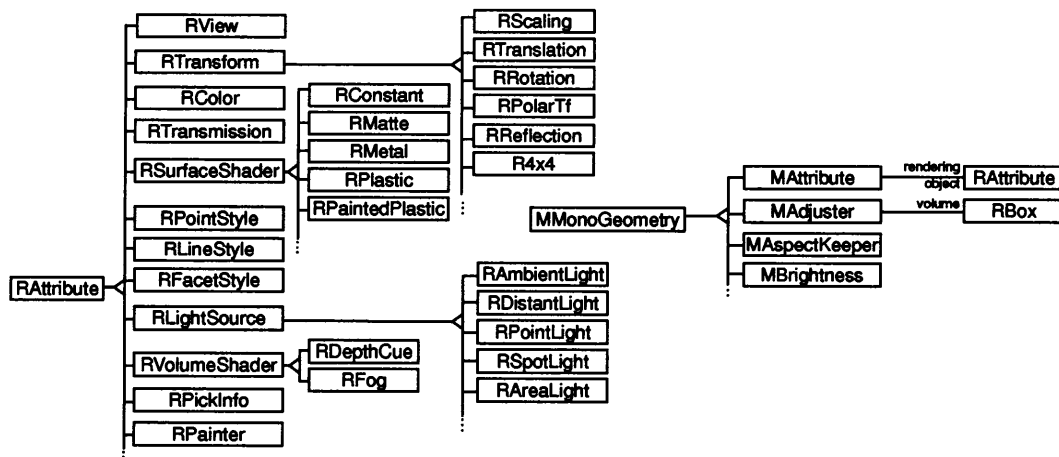 RView
RTransform
RColor
RTransmission
RSurfaceShader
RPointStyle
RLineStyle
RFacetStyle
RAttribute
RLightSource
RVolumeShader
RPickInfo
RPainter
RConstant
RMatte
RMetal
RPlastic
RPaintedPlastic
RDepthCue
RFog
RScaling
RTranslation
RRotation
RPolarTf
RReflection
R4x4
RAmbientLight
RDistantLight
RPointLight
RSpotLight
RAreaLight
MMonoGeometry
MAttribute
rendering
object
RAttribute
MAdjuster
volume
RBox
MAspectKeeper
MBrightness